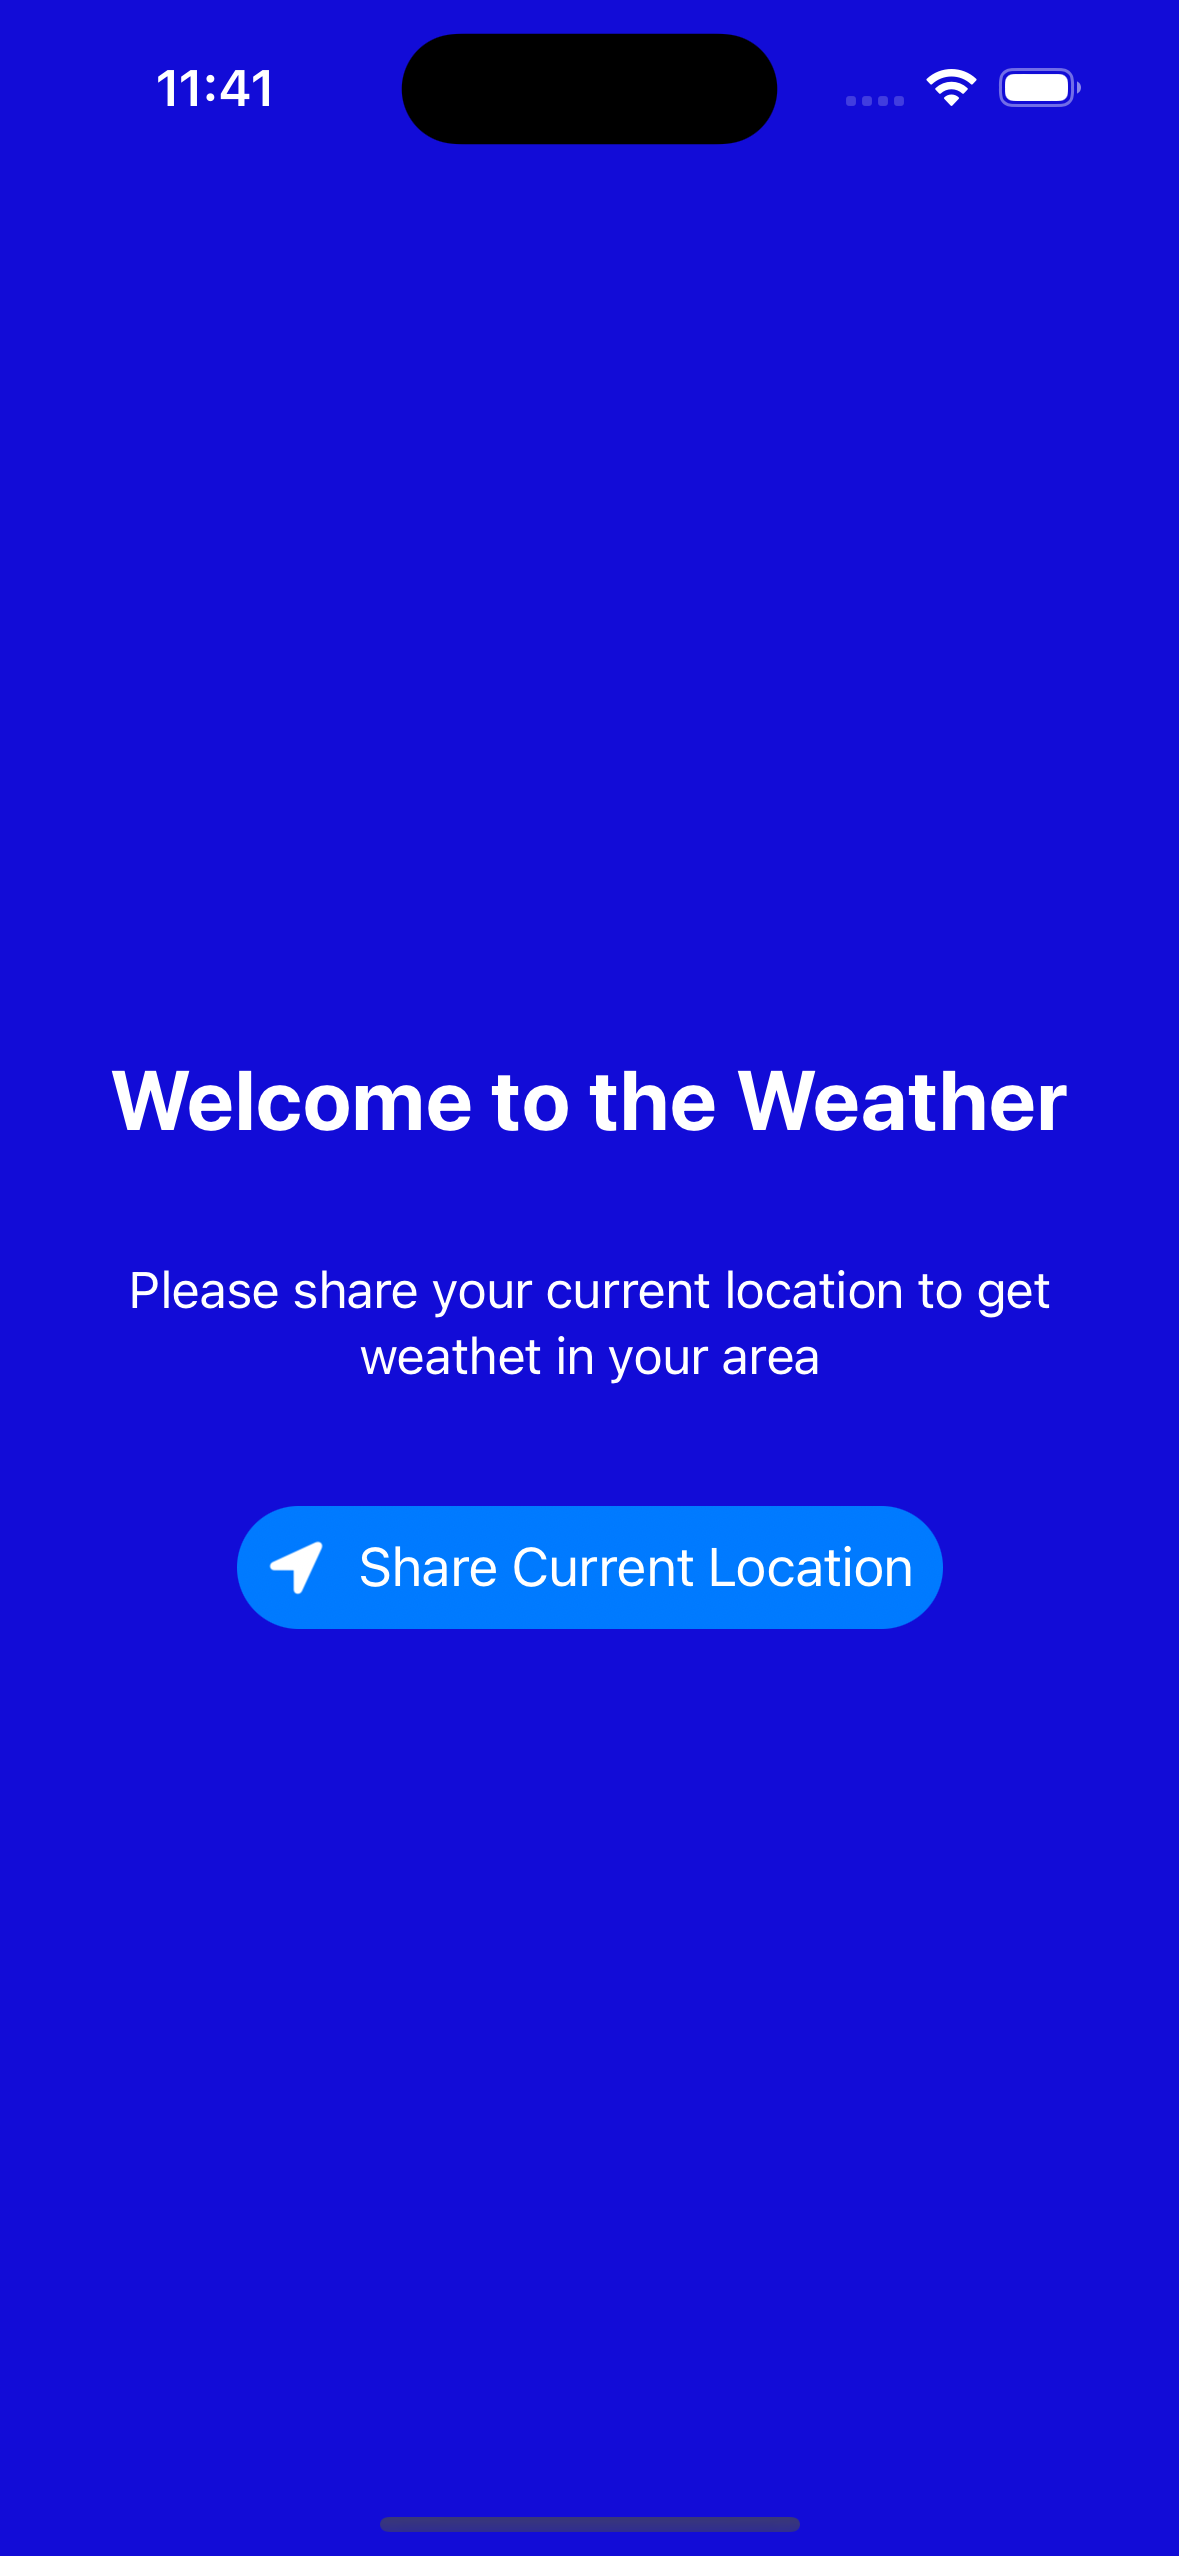 11:41
Welcome to the Weather
Please share your current location to get
weathet in your area
Share Current Location